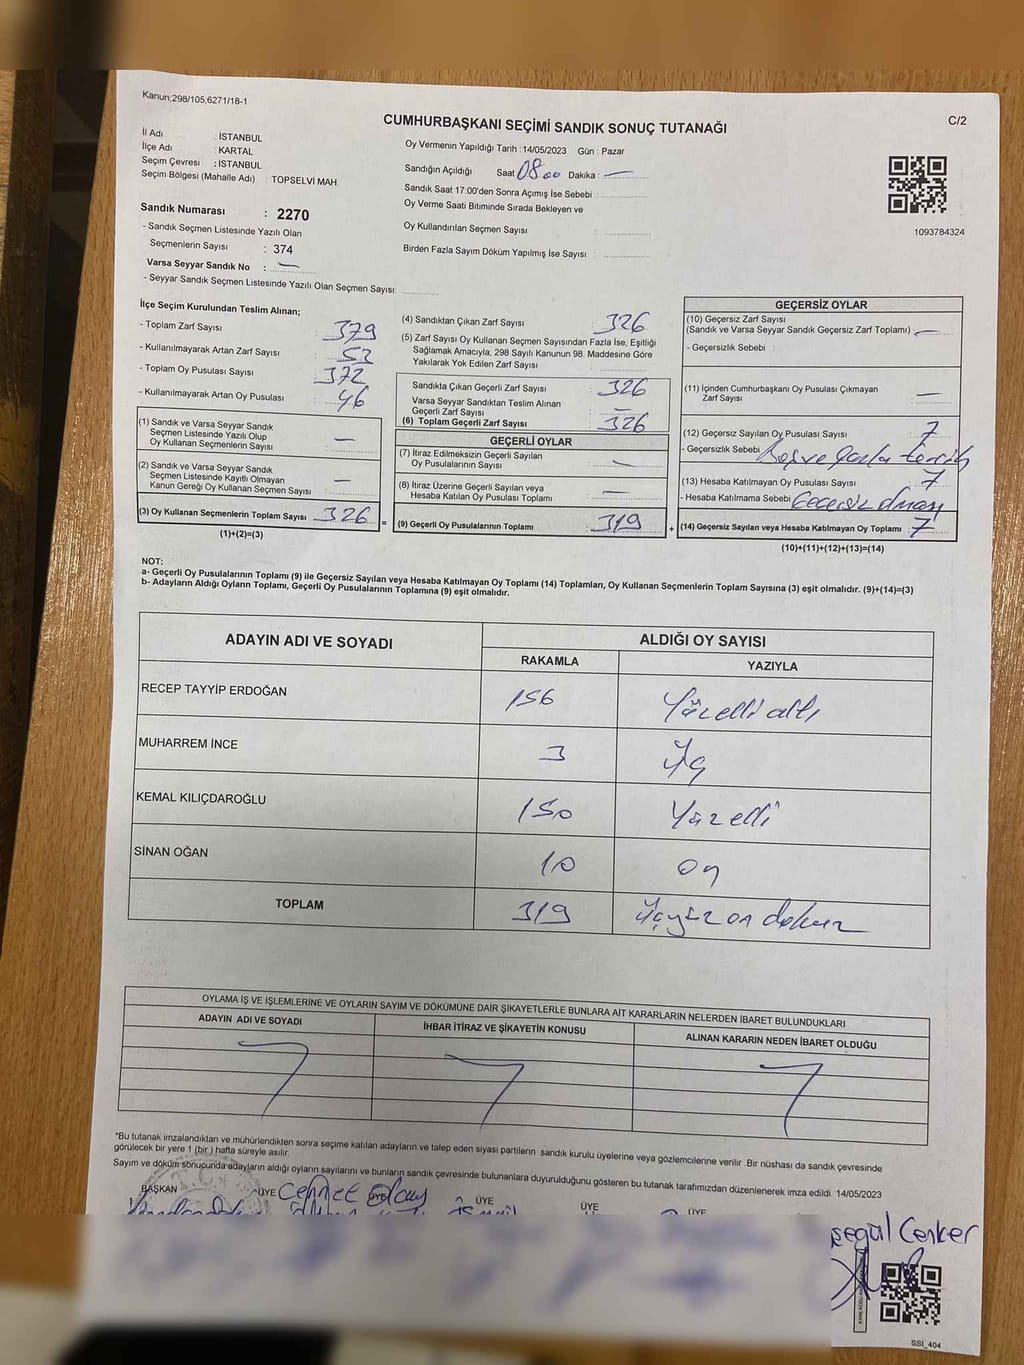 Kanun;298/105,6271/18-1
CUMHURBAŞKANI SEÇİMİ SANDIK SONUÇ TUTANAĞI
C/2
İl Adı : İSTANBUL
İlçe Adı : KARTAL
Seçim Çevresi : İSTANBUL
Seçim Bölgesi (Mahalle Adı) : TOPSELVİ MAH.
Sandık Numarası : 2270
- Sandık Seçmen Listesinde Yazılı Olan
Seçmenlerin Sayısı : 374
Varsa Seyyar Sandık No : —
- Seyyar Sandık Seçmen Listesinde Yazılı Olan Seçmen Sayısı:
Oy Vermenin Yapıldığı Tarih :14/05/2023 Gün : Pazar
Sandığın Açıldığı Saat 08.00 Dakika : —
Sandık Saat 17:00'den Sonra Açımış İse Sebebi :
Oy Verme Saati Bitiminde Sırada Bekleyen ve
Oy Kullandırılan Seçmen Sayısı :
Birden Fazla Sayım Döküm Yapılmış İse Sayısı :
1093784324
İlçe Seçim Kurulundan Teslim Alınan;
- Toplam Zarf Sayısı : 379
- Kullanılmayarak Artan Zarf Sayısı : 53
- Toplam Oy Pusulası Sayısı : 372
- Kullanılmayarak Artan Oy Pusulası : 46
(1) Sandık ve Varsa Seyyar Sandık
Seçmen Listesinde Yazılı Olup
Oy Kullanan Seçmenlerin Sayısı : —
(2) Sandık ve Varsa Seyyar Sandık
Seçmen Listesinde Kayıtlı Olmayan
Kanun Gereği Oy Kullanan Seçmen Sayısı : —
(3) Oy Kullanan Seçmenlerin Toplam Sayısı : 326 =
(1)+(2)=(3)
(4) Sandıktan Çıkan Zarf Sayısı : 326
(5) Zarf Sayısı Oy Kullanan Seçmen Sayısından Fazla İse, Eşitliği
Sağlamak Amacıyla; 298 Sayılı Kanunun 98. Maddesine Göre
Yakılarak Yok Edilen Zarf Sayısı :
Sandıkta Çıkan Geçerli Zarf Sayısı : 326
Varsa Seyyar Sandıktan Teslim Alınan
Geçerli Zarf Sayısı : —
(6) Toplam Geçerli Zarf Sayısı : 326
GEÇERLİ OYLAR
(7) İtiraz Edilmeksizin Geçerli Sayılan
Oy Pusulalarının Sayısı : —
(8) İtiraz Üzerine Geçerli Sayılan veya
Hesaba Katılan Oy Pusulası Toplamı : —
(9) Geçerli Oy Pusulalarının Toplamı : 319 +
GEÇERSİZ OYLAR
(10) Geçersiz Zarf Sayısı
(Sandık ve Varsa Seyyar Sandık Geçersiz Zarf Toplamı) : —
- Geçersizlik Sebebi :
(11) İçinden Cumhurbaşkanı Oy Pusulası Çıkmayan
Zarf Sayısı : —
(12) Geçersiz Sayılan Oy Pusulası Sayısı : 7
- Geçersizlik Sebebi : Boş ve fazla tercih
(13) Hesaba Katılmayan Oy Pusulası Sayısı : 7
- Hesaba Katılmama Sebebi : Geçersiz olması
(14) Geçersiz Sayılan veya Hesaba Katılmayan Oy Toplamı : 7
(10)+(11)+(12)+(13)=(14)
NOT:
a- Geçerli Oy Pusulalarının Toplamı (9) ile Geçersiz Sayılan veya Hesaba Katılmayan Oy Toplamı (14) Toplamları, Oy Kullanan Seçmenlerin Toplam Sayısına (3) eşit olmalıdır. (9)+(14)=(3)
b- Adayların Aldığı Oyların Toplamı, Geçerli Oy Pusulalarının Toplamına (9) eşit olmalıdır.
ADAYIN ADI VE SOYADI ALDIĞI OY SAYISI
RAKAMLA YAZIYLA
RECEP TAYYİP ERDOĞAN 156 Yüzelli altı
MUHARREM İNCE 3 Üç
KEMAL KILIÇDAROĞLU 150 Yüzelli
SİNAN OĞAN 10 On
TOPLAM 319 Üçyüz on dokuz
OYLAMA İŞ VE İŞLEMLERİNE VE OYLARIN SAYIM VE DÖKÜMÜNE DAİR ŞİKAYETLERLE BUNLARA AİT KARARLARIN NELERDEN İBARET BULUNDUKLARI
ADAYIN ADI VE SOYADI İHBAR İTİRAZ VE ŞİKAYETİN KONUSU ALINAN KARARIN NEDEN İBARET OLDUĞU
*Bu tutanak imzalandıktan ve mühürlendikten sonra seçime katılan adayların ve talep eden siyasi partilerin sandık kurulu üyelerine veya gözlemcilerine verilir. Bir nüshası da sandık çevresinde
görülecek bir yere 1 (bir ) hafta süreyle asılır.
Sayım ve döküm sonucunda adayların aldığı oyların sayılarını ve bunların sandık çevresinde bulunanlara duyurulduğunu gösteren bu tutanak tarafımızdan düzenlenerek imza edildi. 14/05/2023
BAŞKAN ÜYE ÜYE ÜYE ÜYE ÜYE
T.C.
SSİ_404